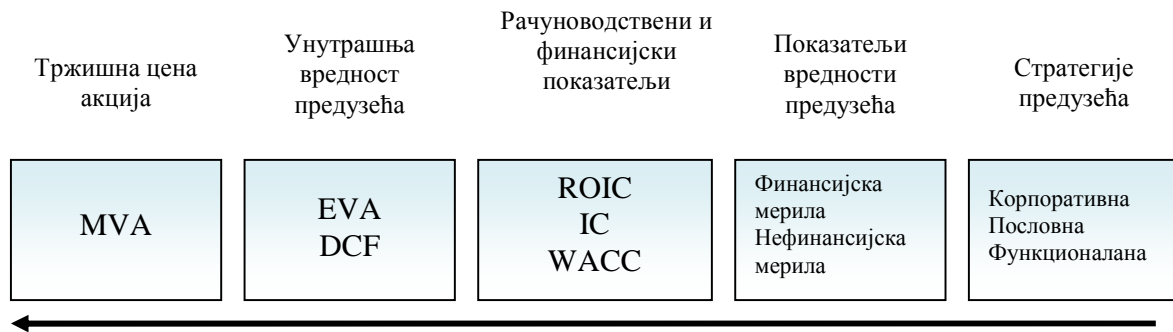 Тржишна цена
акција
Унутрашња
вредност
предузећа
Рачуноводствени и
финансијски
показатељи
Показатељи
вредности
предузећа
Стратегије
предузећа
MVA
EVA
DCF
ROIC
IC
WACC
Финансијска
мерила
Нефинансијска
мерила
Корпоративна
Пословна
Функционалана